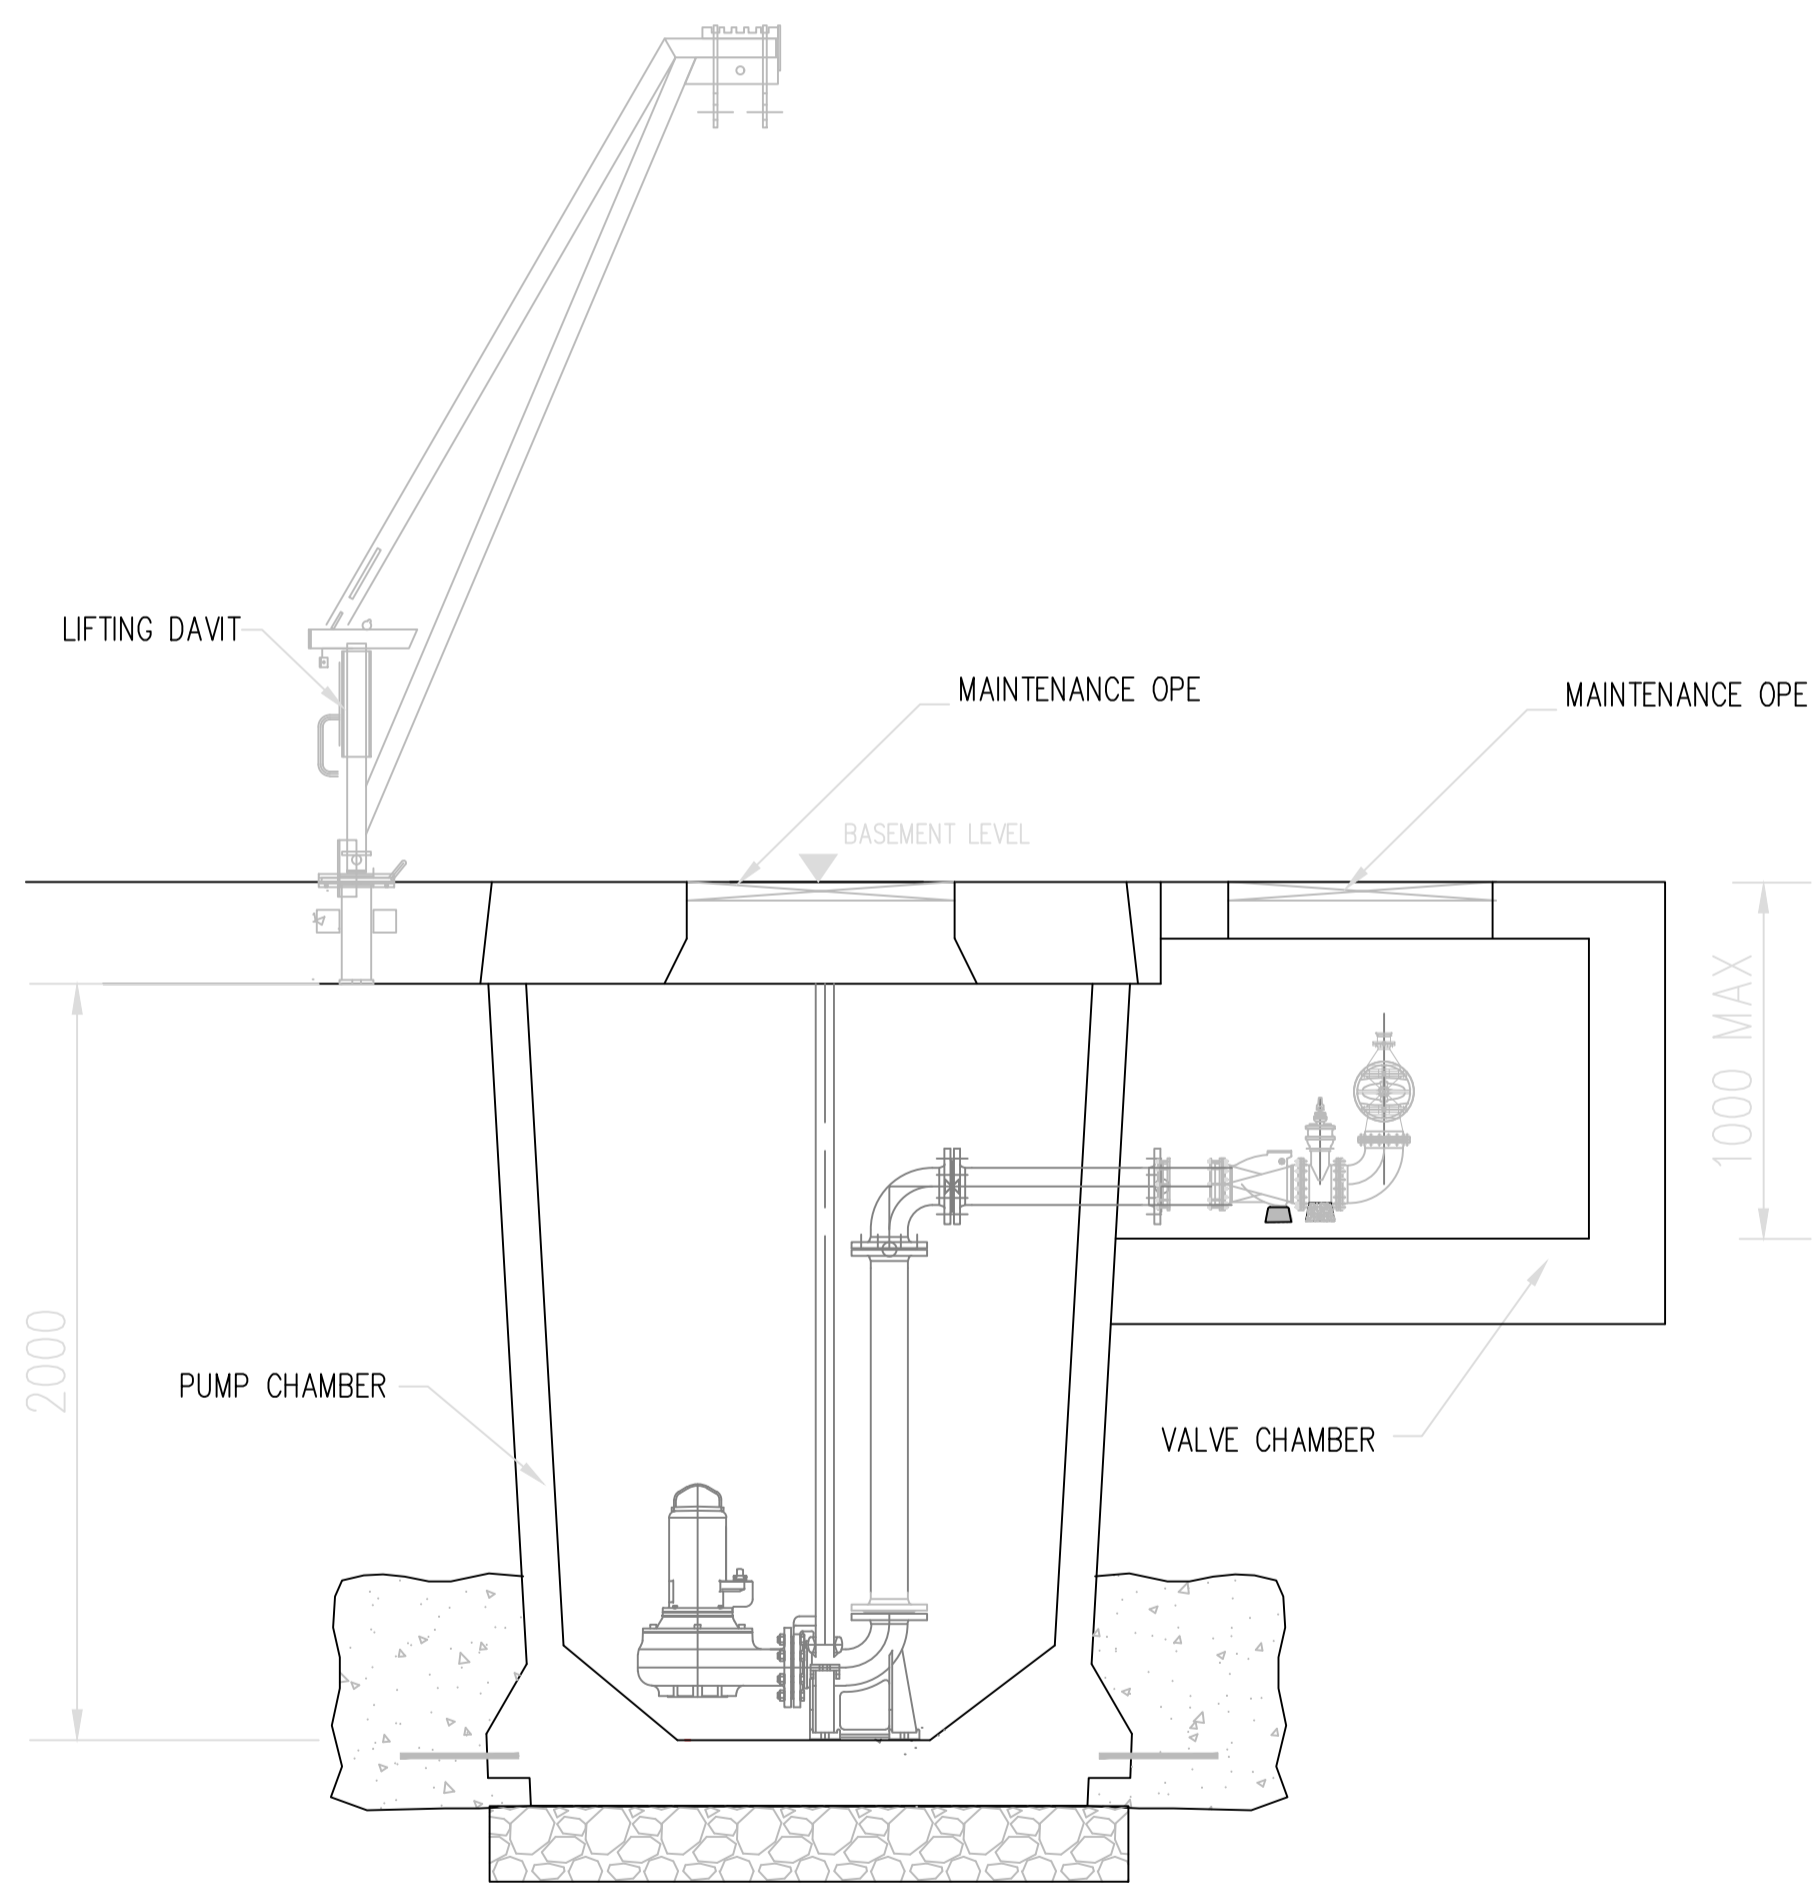 LIFTING DAVIT
MAINTENANCE OPE
MAINTENANCE OPE
BASEMENT LEVEL
1000 MAX
2000
PUMP CHAMBER
VALVE CHAMBER